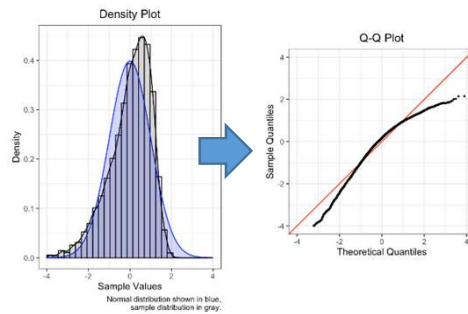 Density Plot
0.4
0.3
0.2
0.1
0.0
Density
-4
-2
0
2
4
Sample Values
Normal distribution shown in blue,
sample distribution in gray.
Q-Q Plot
4
2
0
-2
-4
Sample Quantiles
-4
-2
0
2
4
Theoretical Quantiles